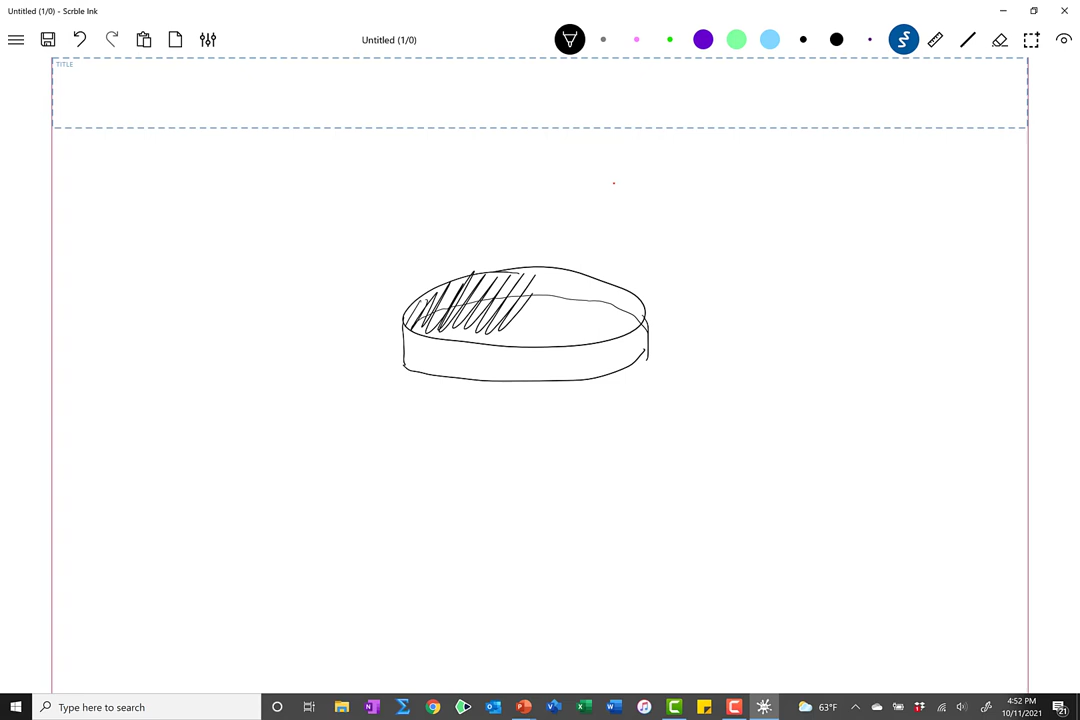 Untitled (1/0) - Scrble Ink
Untitled (1/0)
TITLE
Type here to search
63°F
4:52 PM
10/11/2021
21